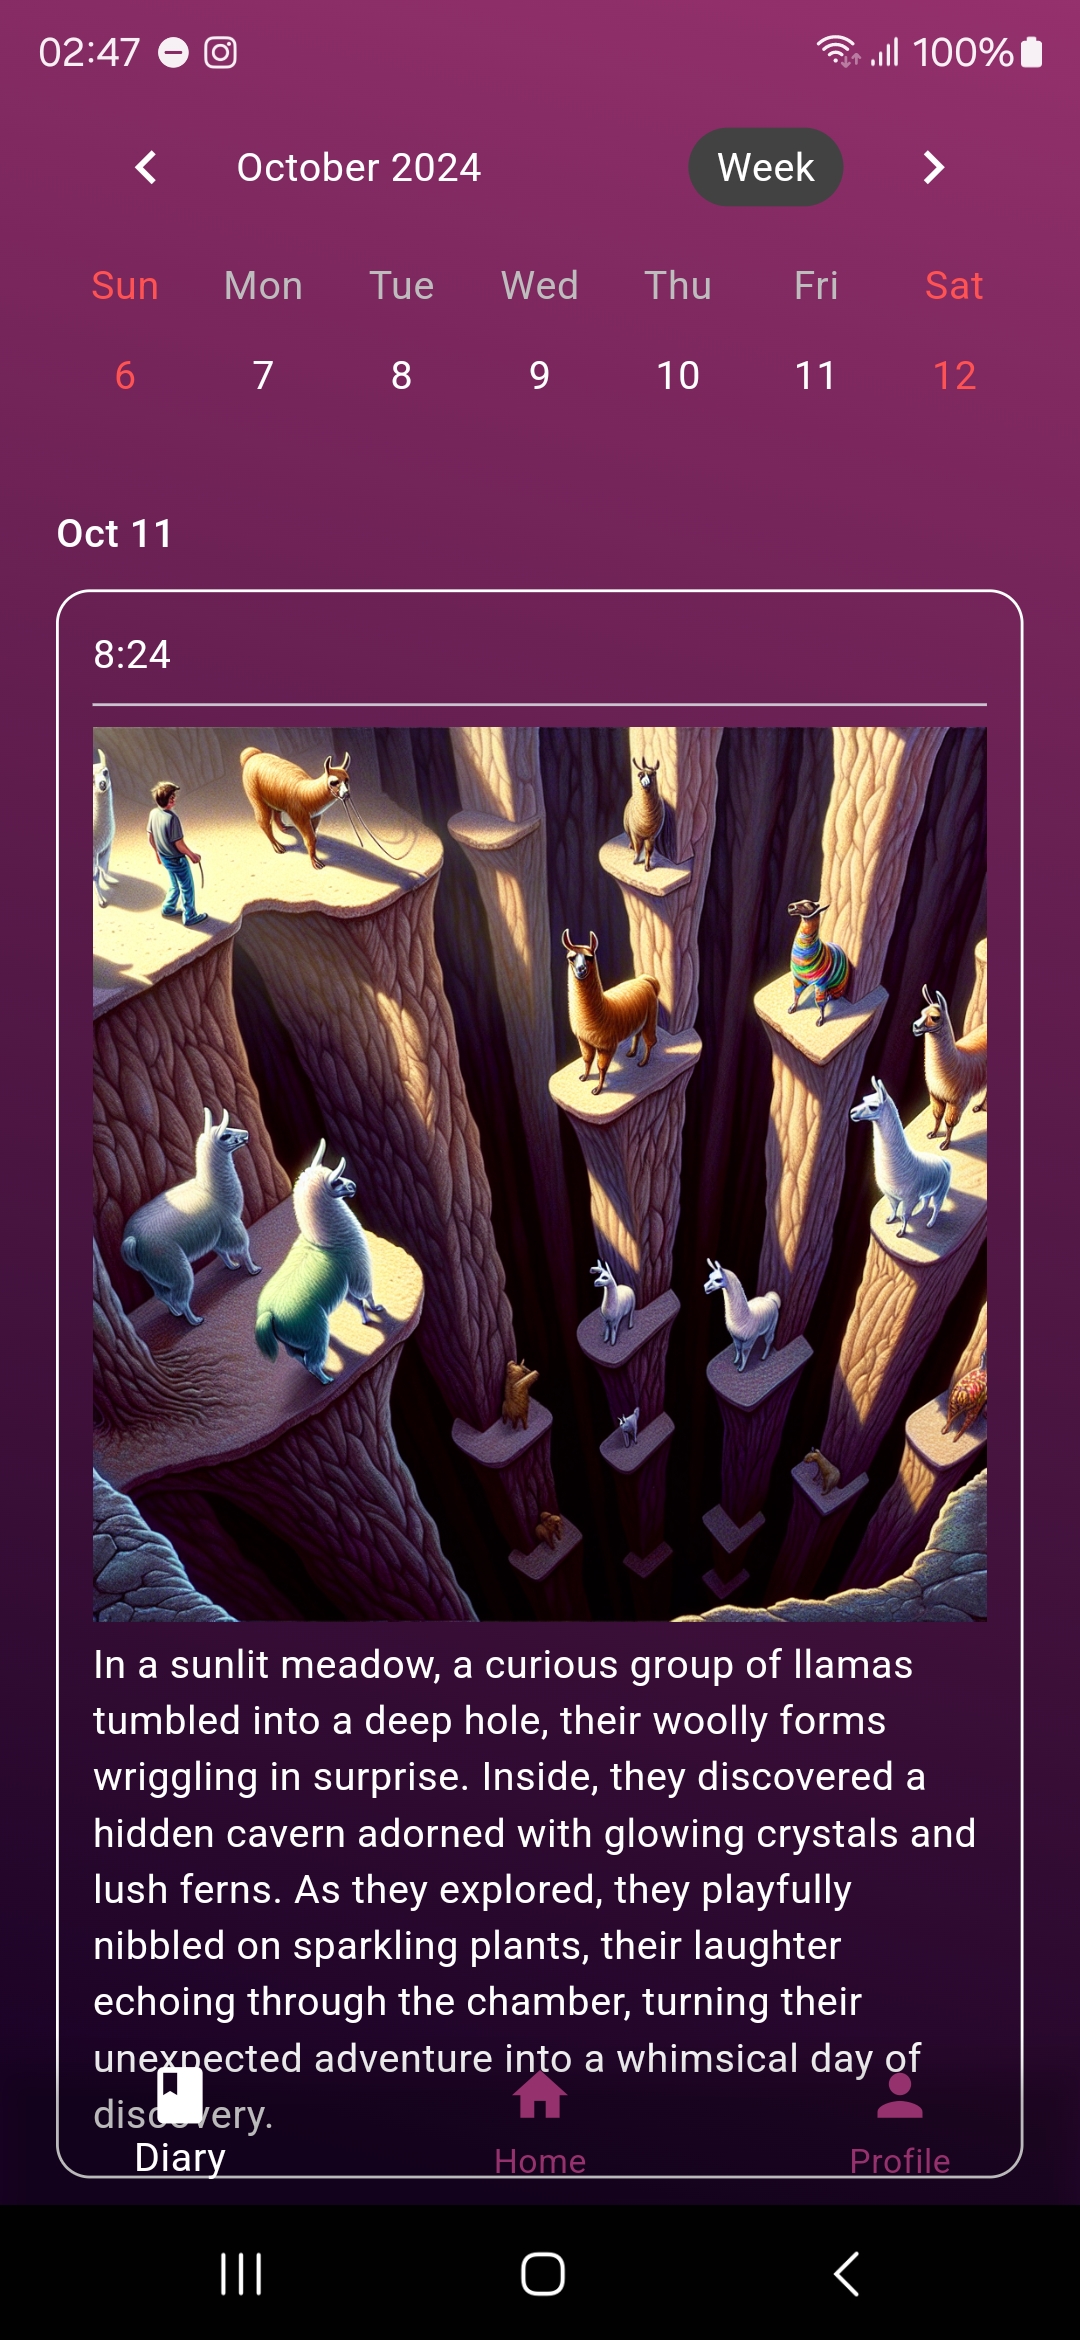 02:47 100%
October 2024 Week
Sun Mon Tue Wed Thu Fri Sat
6 7 8 9 10 11 12
Oct 11
8:24
In a sunlit meadow, a curious group of llamas
tumbled into a deep hole, their woolly forms
wriggling in surprise. Inside, they discovered a
hidden cavern adorned with glowing crystals and
lush ferns. As they explored, they playfully
nibbled on sparkling plants, their laughter
echoing through the chamber, turning their
unexpected adventure into a whimsical day of
discovery.
Diary Home Profile